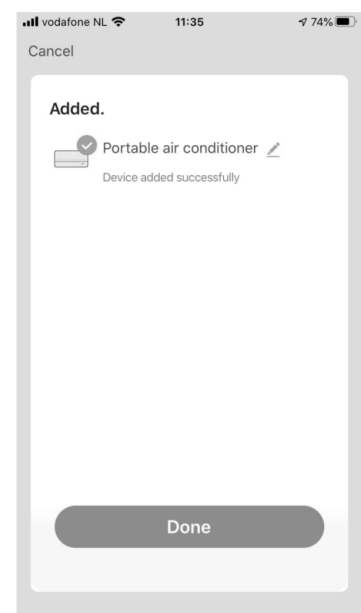 vodafone NL 11:35 74%
Cancel
Added.
Portable air conditioner
Device added successfully
Done